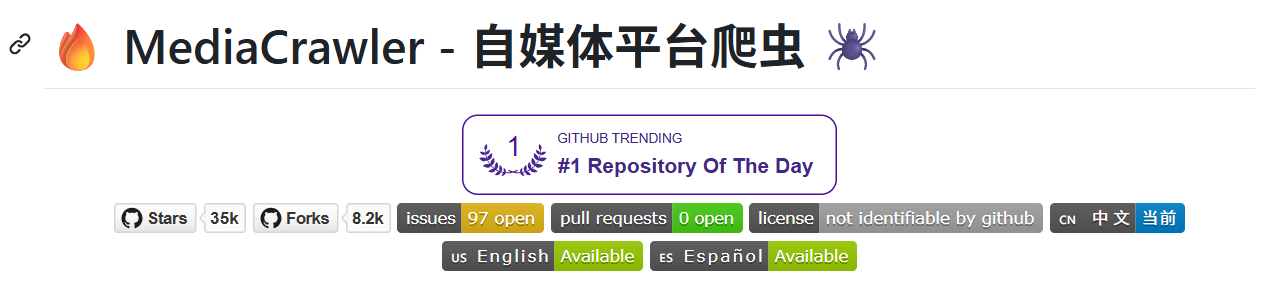 🔥 MediaCrawler - 自媒体平台爬虫 🕷️
1
GITHUB TRENDING
#1 Repository Of The Day
Stars 35k Forks 8.2k issues 97 open pull requests 0 open license not identifiable by github CN 中文 当前
US English Available ES Español Available